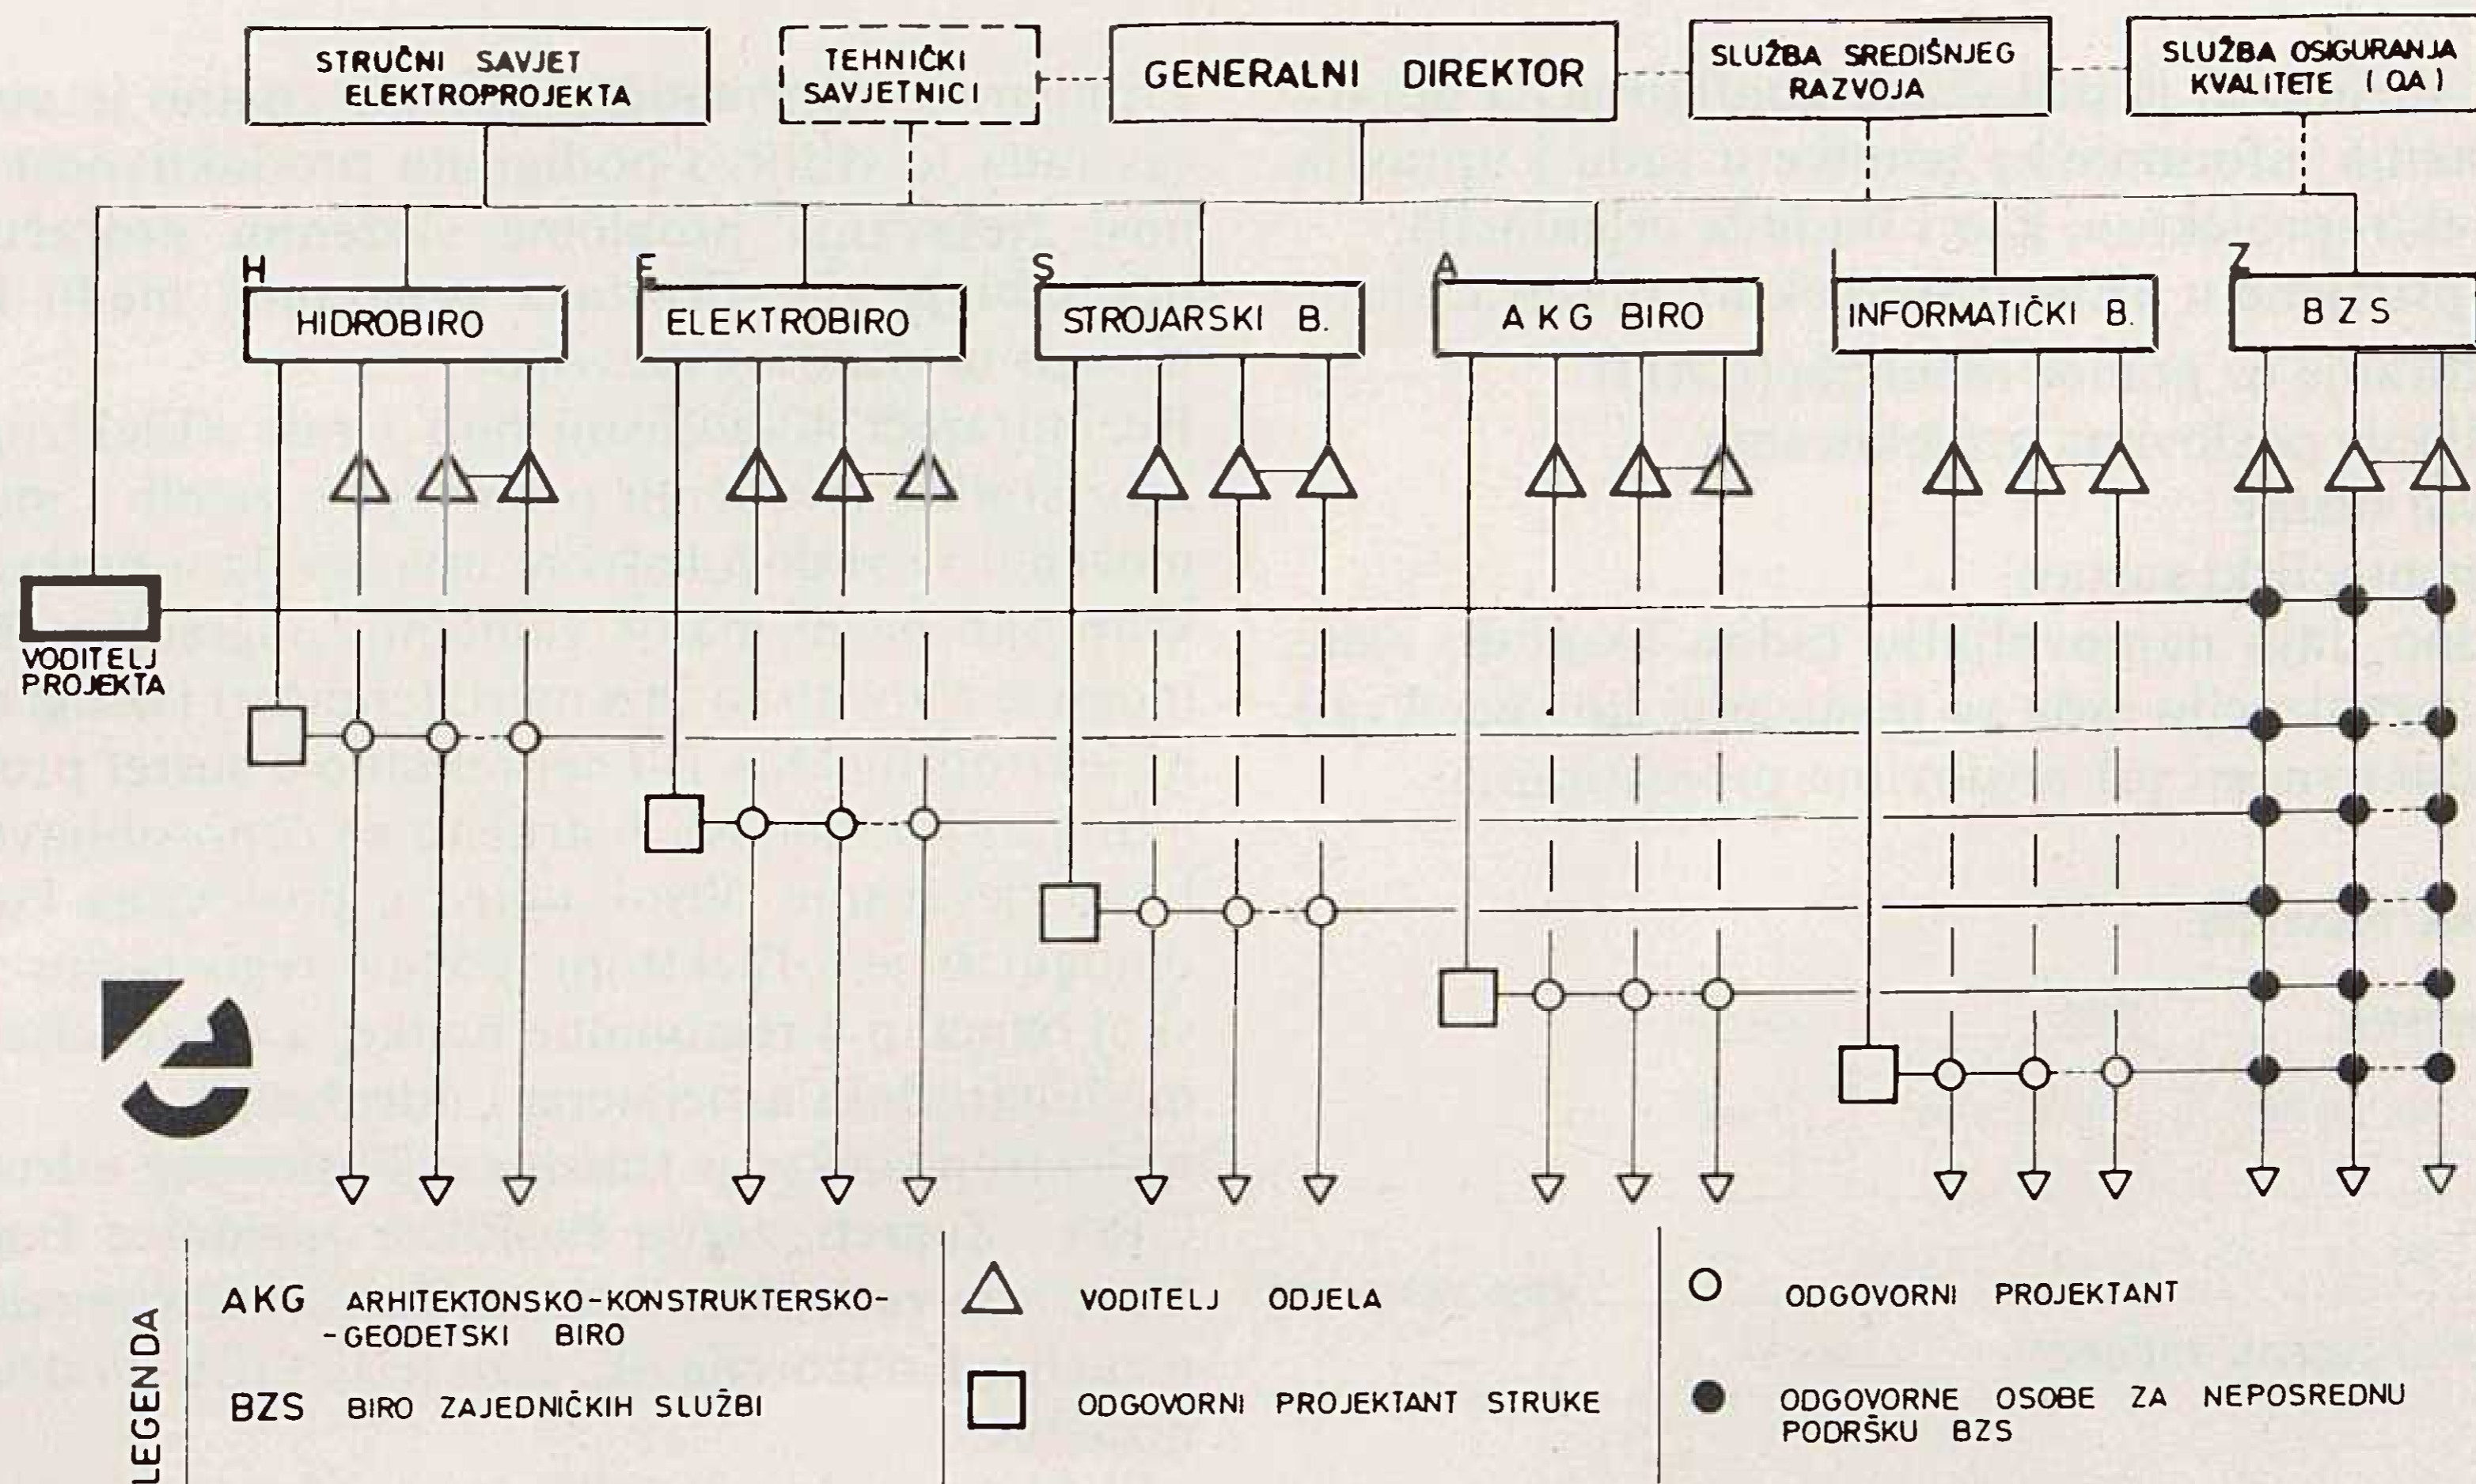 STRUČNI SAVJET
ELEKTROPROJEKTA
TEHNIČKI
SAVJETNICI
GENERALNI DIREKTOR
SLUŽBA SREDIŠNJEG
RAZVOJA
SLUŽBA OSIGURANJA
KVALITETE (QA)
H
HIDROBIRO
E
ELEKTROBIRO
S
STROJARSKI B.
A
AKG BIRO
I
INFORMATIČKI B.
Z
BZS
VODITELJ
PROJEKTA
LEGENDA
AKG ARHITEKTONSKO-KONSTRUKTERSKO-
-GEODETSKI BIRO
BZS BIRO ZAJEDNIČKIH SLUŽBI
VODITELJ ODJELA
ODGOVORNI PROJEKTANT STRUKE
ODGOVORNI PROJEKTANT
ODGOVORNE OSOBE ZA NEPOSREDNU
PODRŠKU BZS